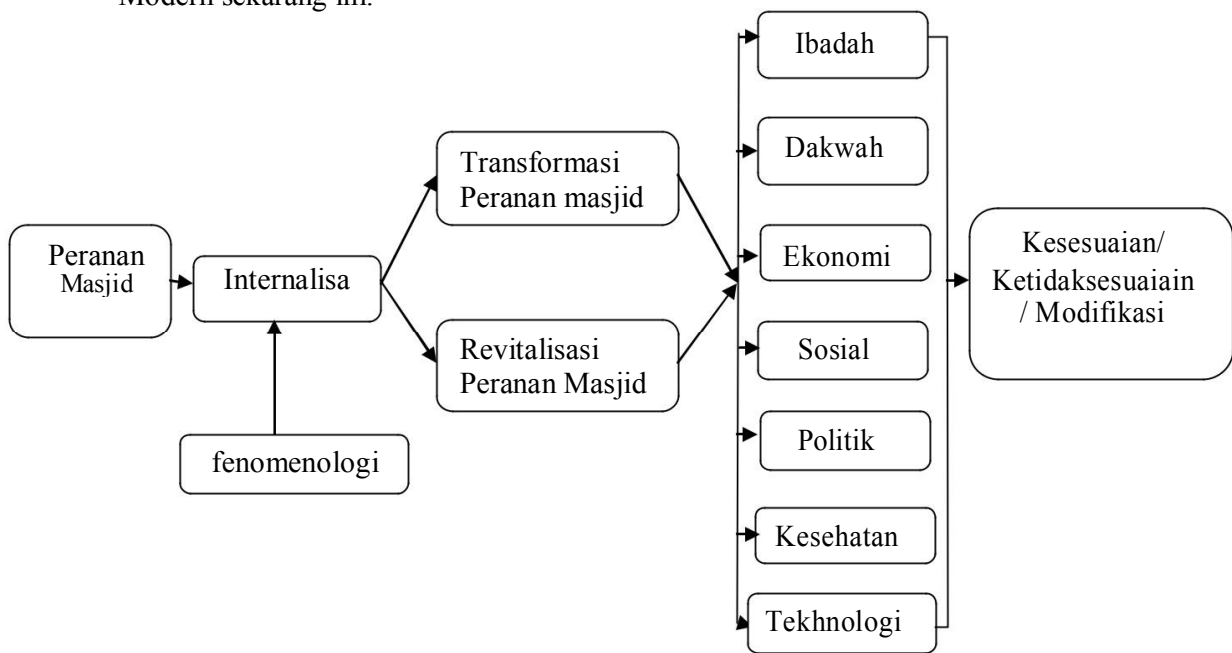 Modern sekarang ini.
Ibadah
Dakwah
Transformasi
Peranan masjid
Peranan
Masjid
Internalisa
Ekonomi
Kesesuaian/
Ketidaksesuaiain
/ Modifikasi
Revitalisasi
Peranan Masjid
Sosial
fenomenologi
Politik
Kesehatan
Tekhnologi